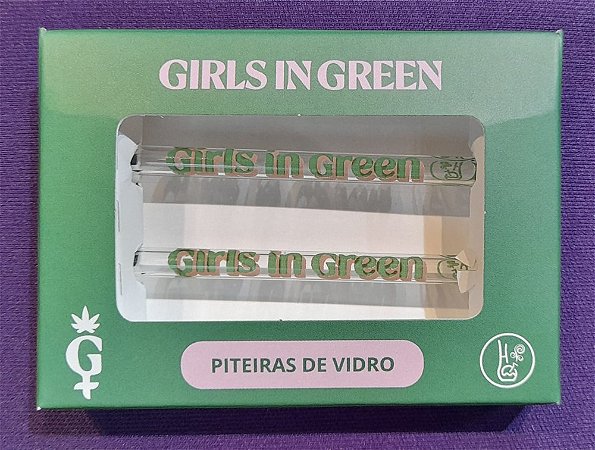 GIRLS IN GREEN
Girls in Green
Girls in Green
G
PITEIRAS DE VIDRO